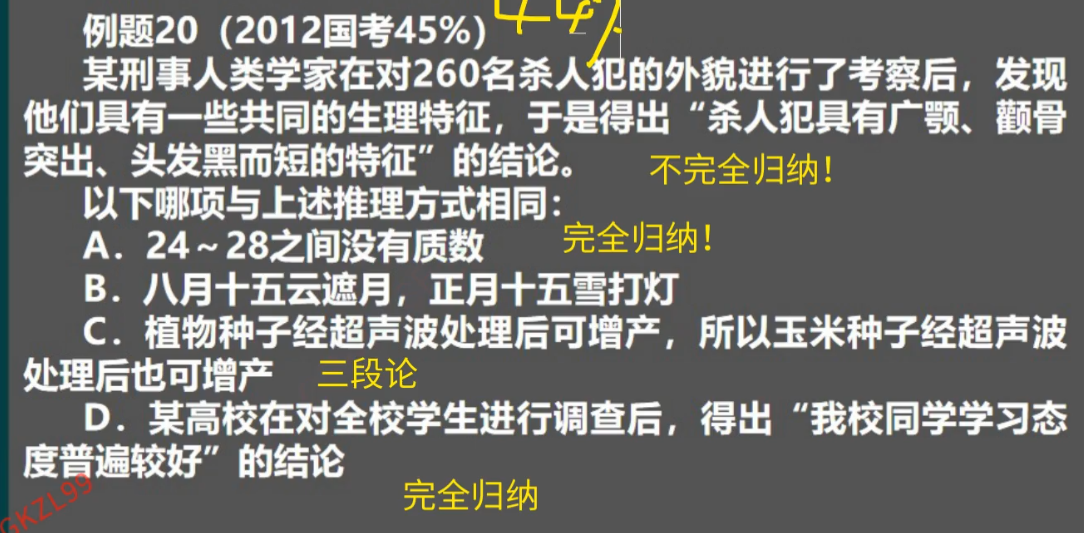 例题20（2012国考45%）
某刑事人类学家在对260名杀人犯的外貌进行了考察后，发现
他们具有一些共同的生理特征，于是得出“杀人犯具有广颚、颧骨
突出、头发黑而短的特征”的结论。
不完全归纳！
以下哪项与上述推理方式相同：
A．24～28之间没有质数
完全归纳！
B．八月十五云遮月，正月十五雪打灯
C．植物种子经超声波处理后可增产，所以玉米种子经超声波
处理后也可增产
三段论
D．某高校在对全校学生进行调查后，得出“我校同学学习态
度普遍较好”的结论
完全归纳
GKZL99